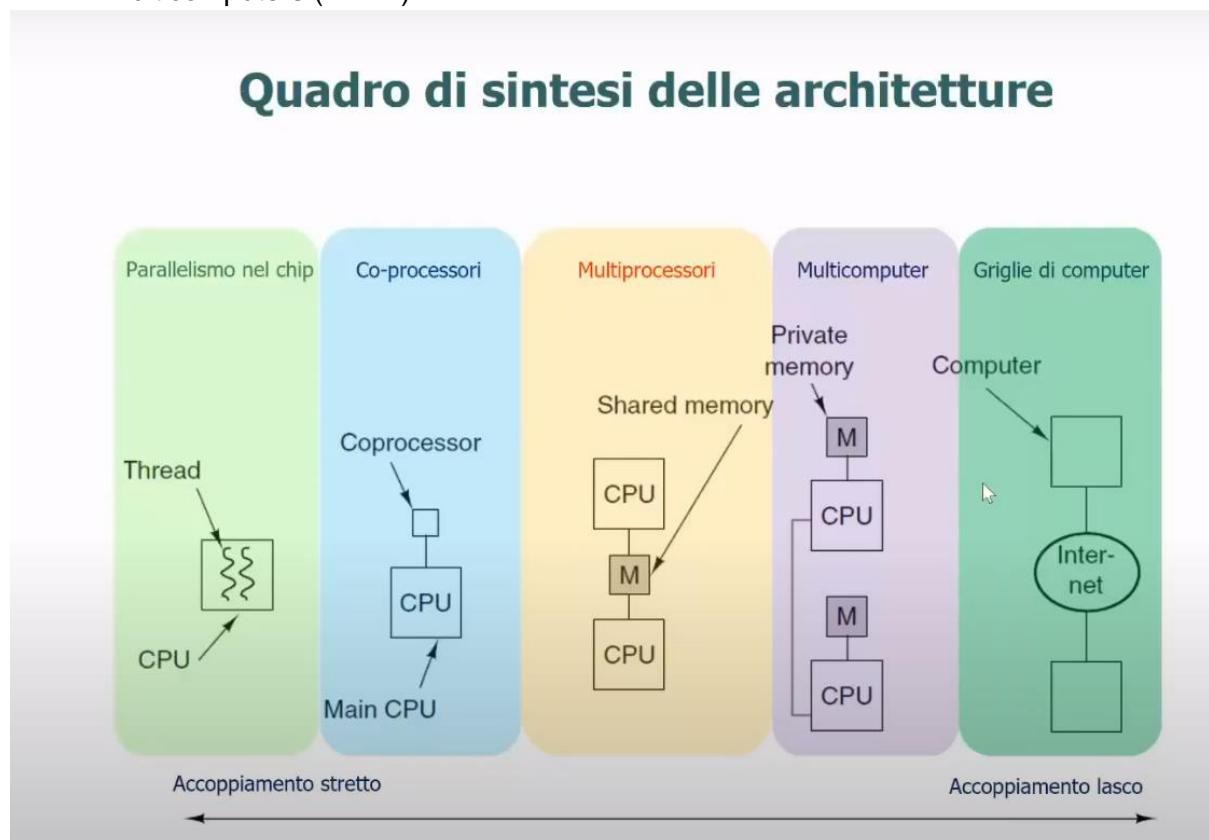 Quadro di sintesi delle architetture
Parallelismo nel chip
Co-processori
Multiprocessori
Multicomputer
Griglie di computer
Thread
CPU
Coprocessor
CPU
Main CPU
Shared memory
CPU
M
CPU
Private
memory
M
CPU
M
CPU
Computer
Inter-
net
Accoppiamento stretto
Accoppiamento lasco